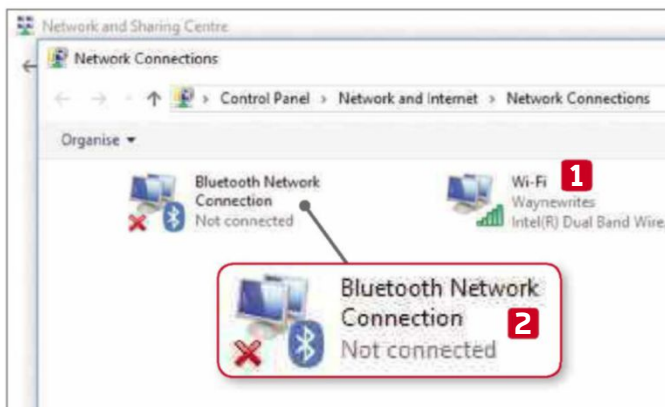 Network and Sharing Centre
Network Connections
Control Panel > Network and Internet > Network Connections
Organise
Bluetooth Network
Connection
Not connected
Wi-Fi 1
Waynewrites
Intel(R) Dual Band Wire
Bluetooth Network
Connection 2
Not connected